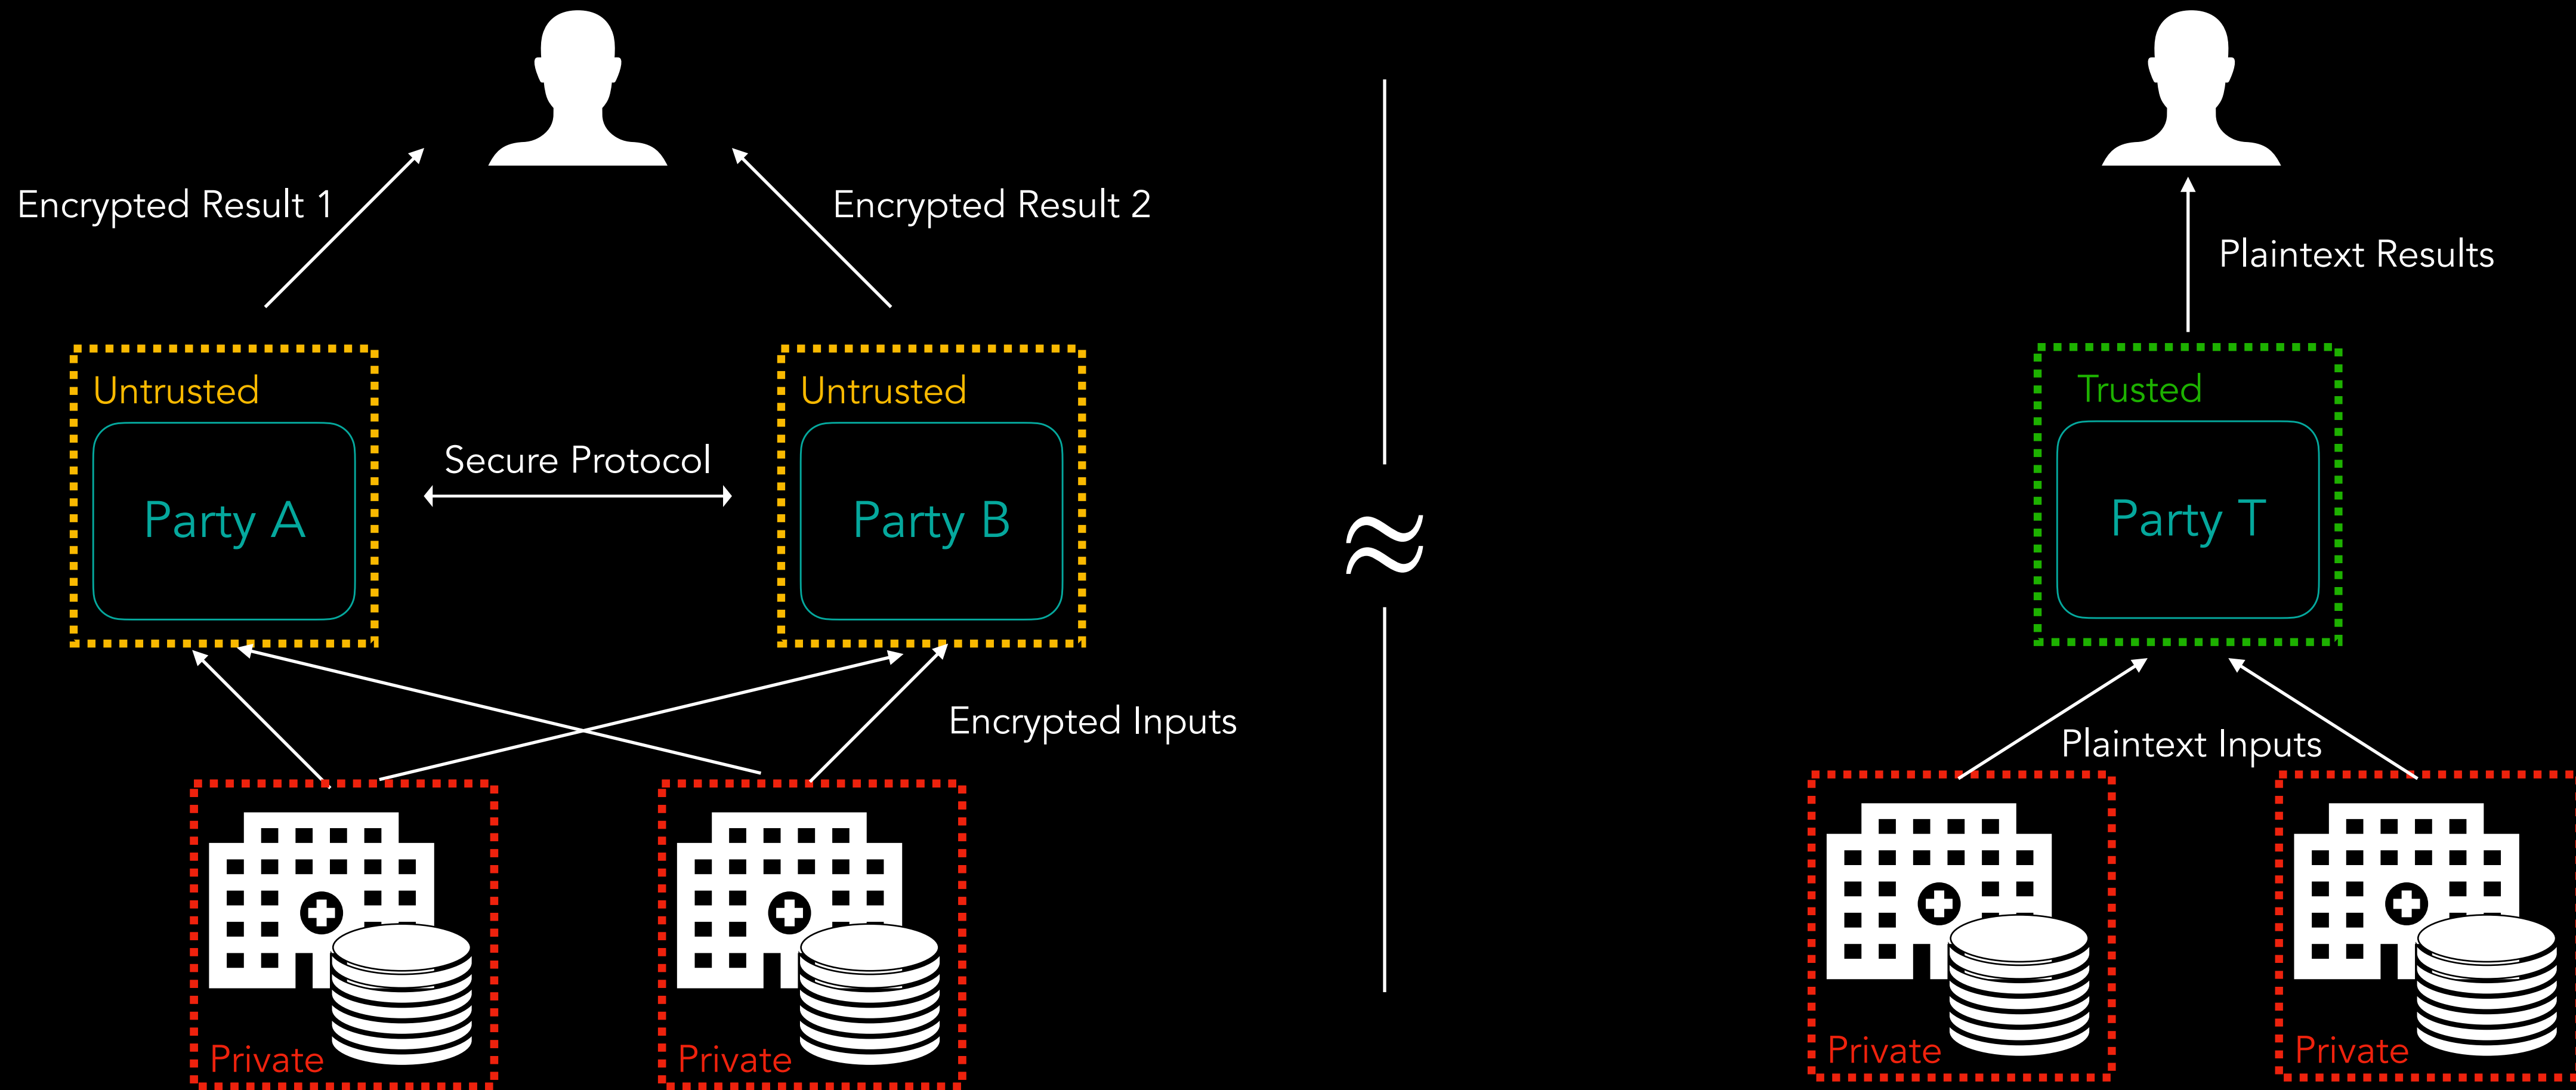 Encrypted Result 1
Encrypted Result 2
Untrusted
Party A
Secure Protocol
Untrusted
Party B
Encrypted Inputs
Private
Private
≈
Plaintext Results
Trusted
Party T
Plaintext Inputs
Private
Private